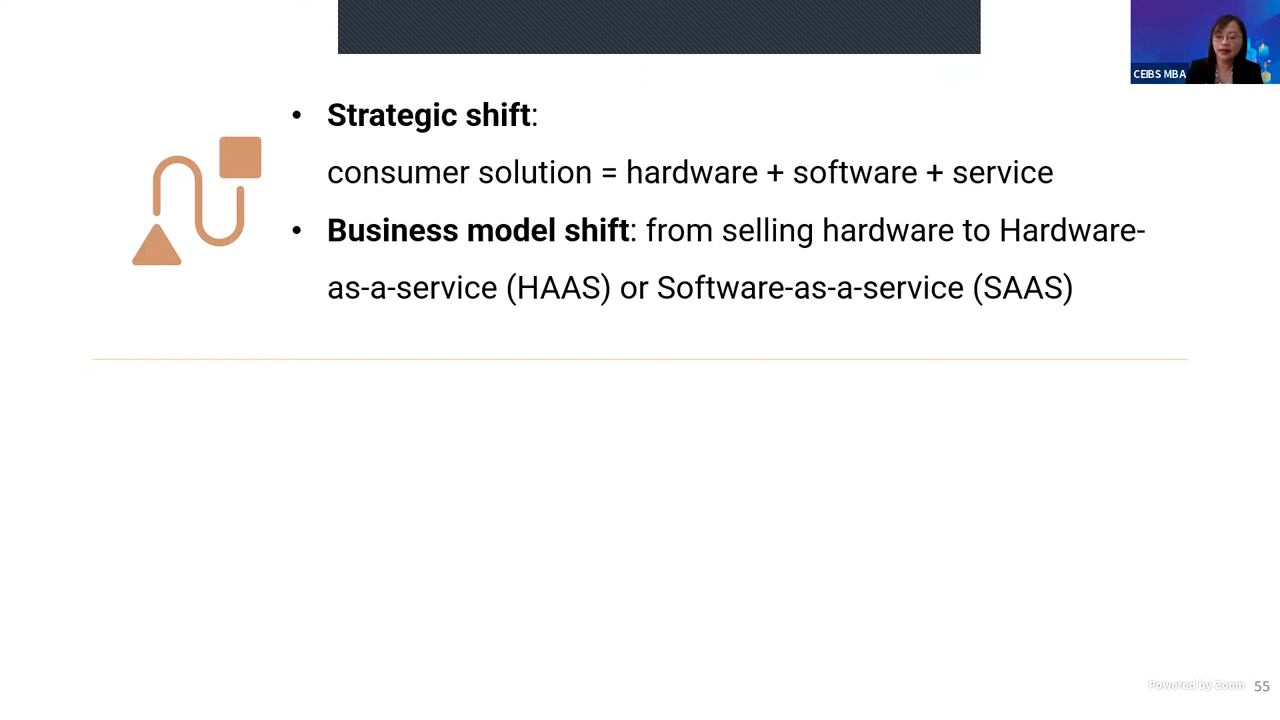 CEIBS MBA
• Strategic shift:
consumer solution = hardware + software + service
• Business model shift: from selling hardware to Hardware-
as-a-service (HAAS) or Software-as-a-service (SAAS)
Powered by Zoom
55